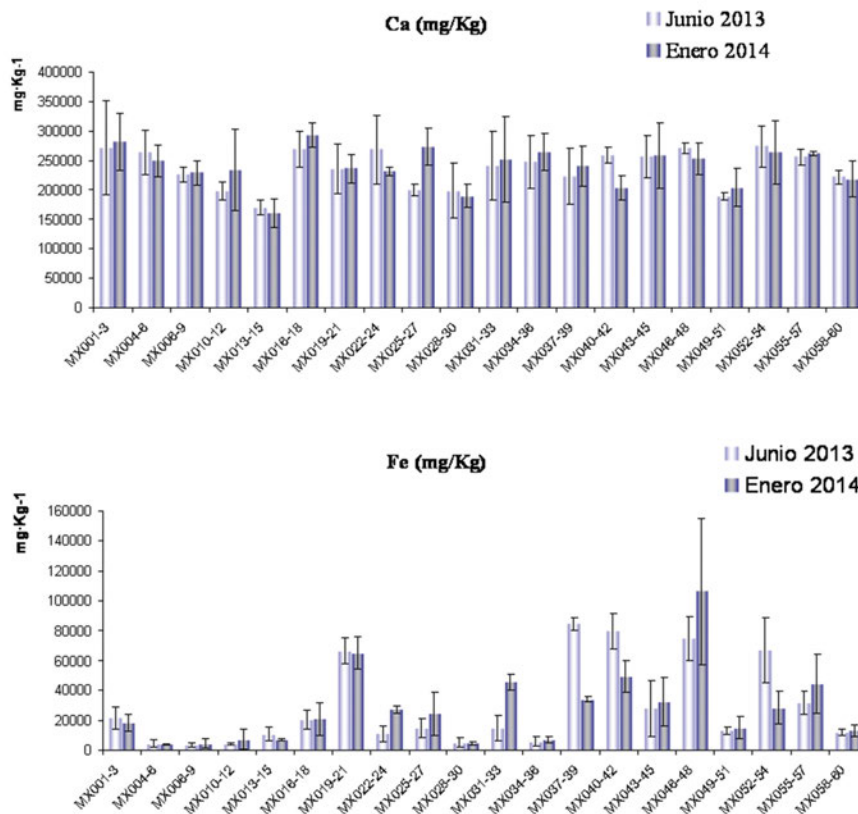 Ca (mg/Kg)
Junio 2013
Enero 2014
mg·Kg-1
400000
350000
300000
250000
200000
150000
100000
50000
0
MX001-3
MX004-6
MX008-9
MX010-12
MX013-15
MX016-18
MX019-21
MX022-24
MX025-27
MX028-30
MX031-33
MX034-36
MX037-39
MX040-42
MX043-45
MX046-48
MX049-51
MX052-54
MX055-57
MX058-60
Fe (mg/Kg)
Junio 2013
Enero 2014
mg·Kg-1
160000
140000
120000
100000
80000
60000
40000
20000
0
MX001-3
MX004-6
MX008-9
MX010-12
MX013-15
MX016-18
MX019-21
MX022-24
MX025-27
MX028-30
MX031-33
MX034-36
MX037-39
MX040-42
MX043-45
MX046-48
MX049-51
MX052-54
MX055-57
MX058-60